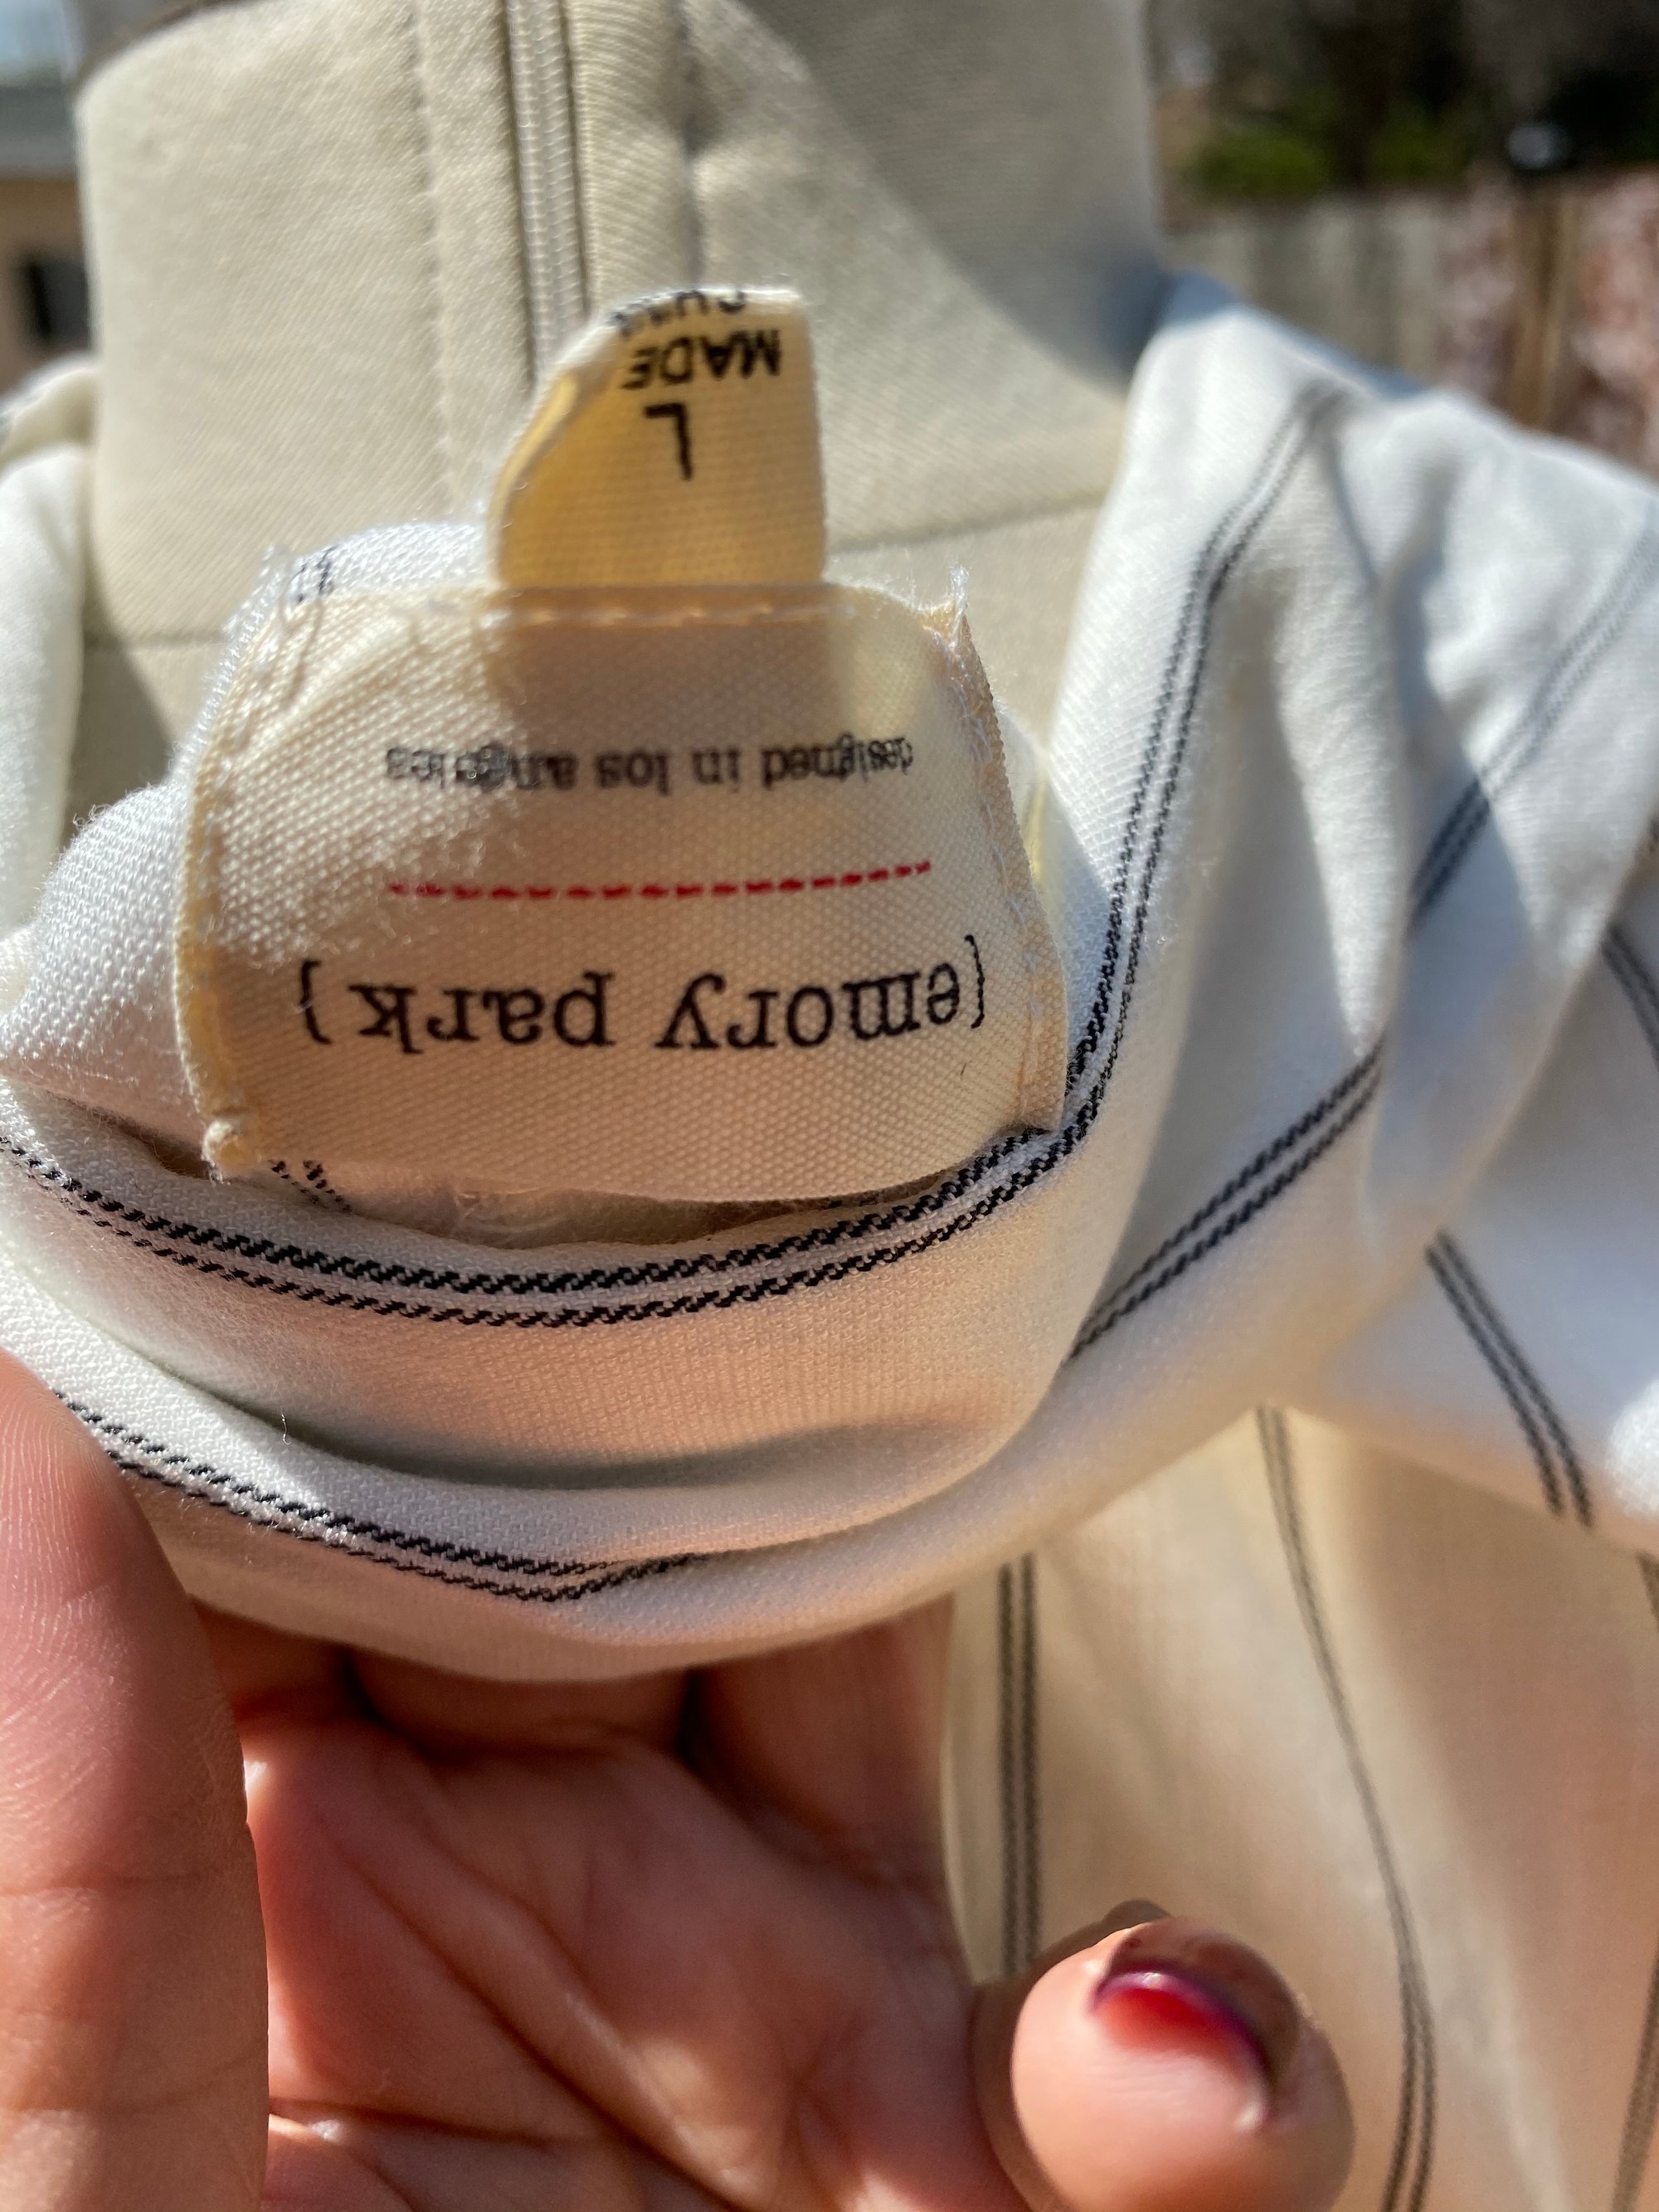 {emory park}
designed in los angeles
L
MADE